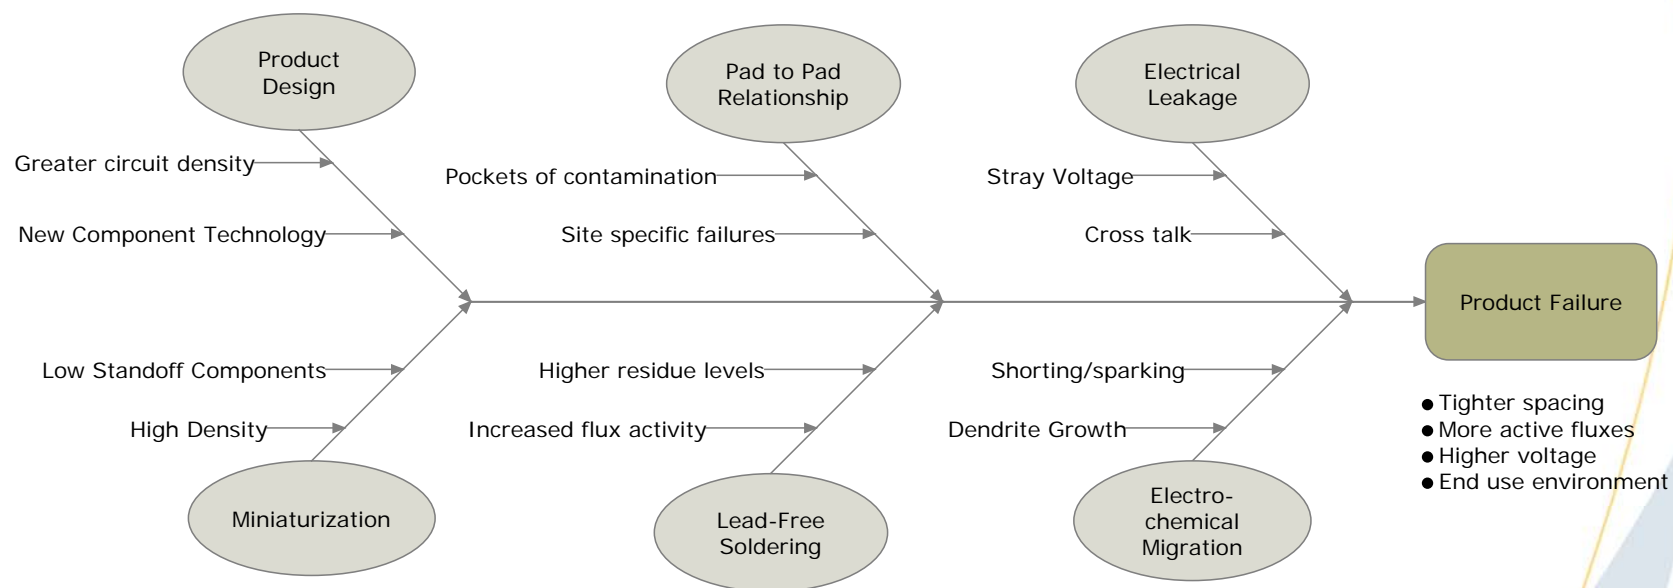 Product
Design
Pad to Pad
Relationship
Electrical
Leakage
Greater circuit density
Pockets of contamination
Stray Voltage
New Component Technology
Site specific failures
Cross talk
Product Failure
Low Standoff Components
Higher residue levels
Shorting/sparking
High Density
Increased flux activity
Dendrite Growth
● Tighter spacing
● More active fluxes
● Higher voltage
● End use environment
Miniaturization
Lead-Free
Soldering
Electro-
chemical
Migration